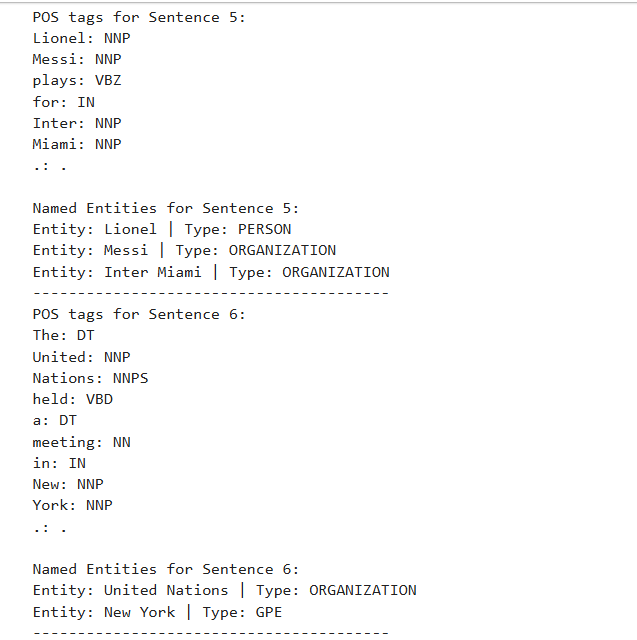 POS tags for Sentence 5:
Lionel: NNP
Messi: NNP
plays: VBZ
for: IN
Inter: NNP
Miami: NNP
.: .
Named Entities for Sentence 5:
Entity: Lionel | Type: PERSON
Entity: Messi | Type: ORGANIZATION
Entity: Inter Miami | Type: ORGANIZATION
----------------------------------------
POS tags for Sentence 6:
The: DT
United: NNP
Nations: NNPS
held: VBD
a: DT
meeting: NN
in: IN
New: NNP
York: NNP
.: .
Named Entities for Sentence 6:
Entity: United Nations | Type: ORGANIZATION
Entity: New York | Type: GPE
----------------------------------------